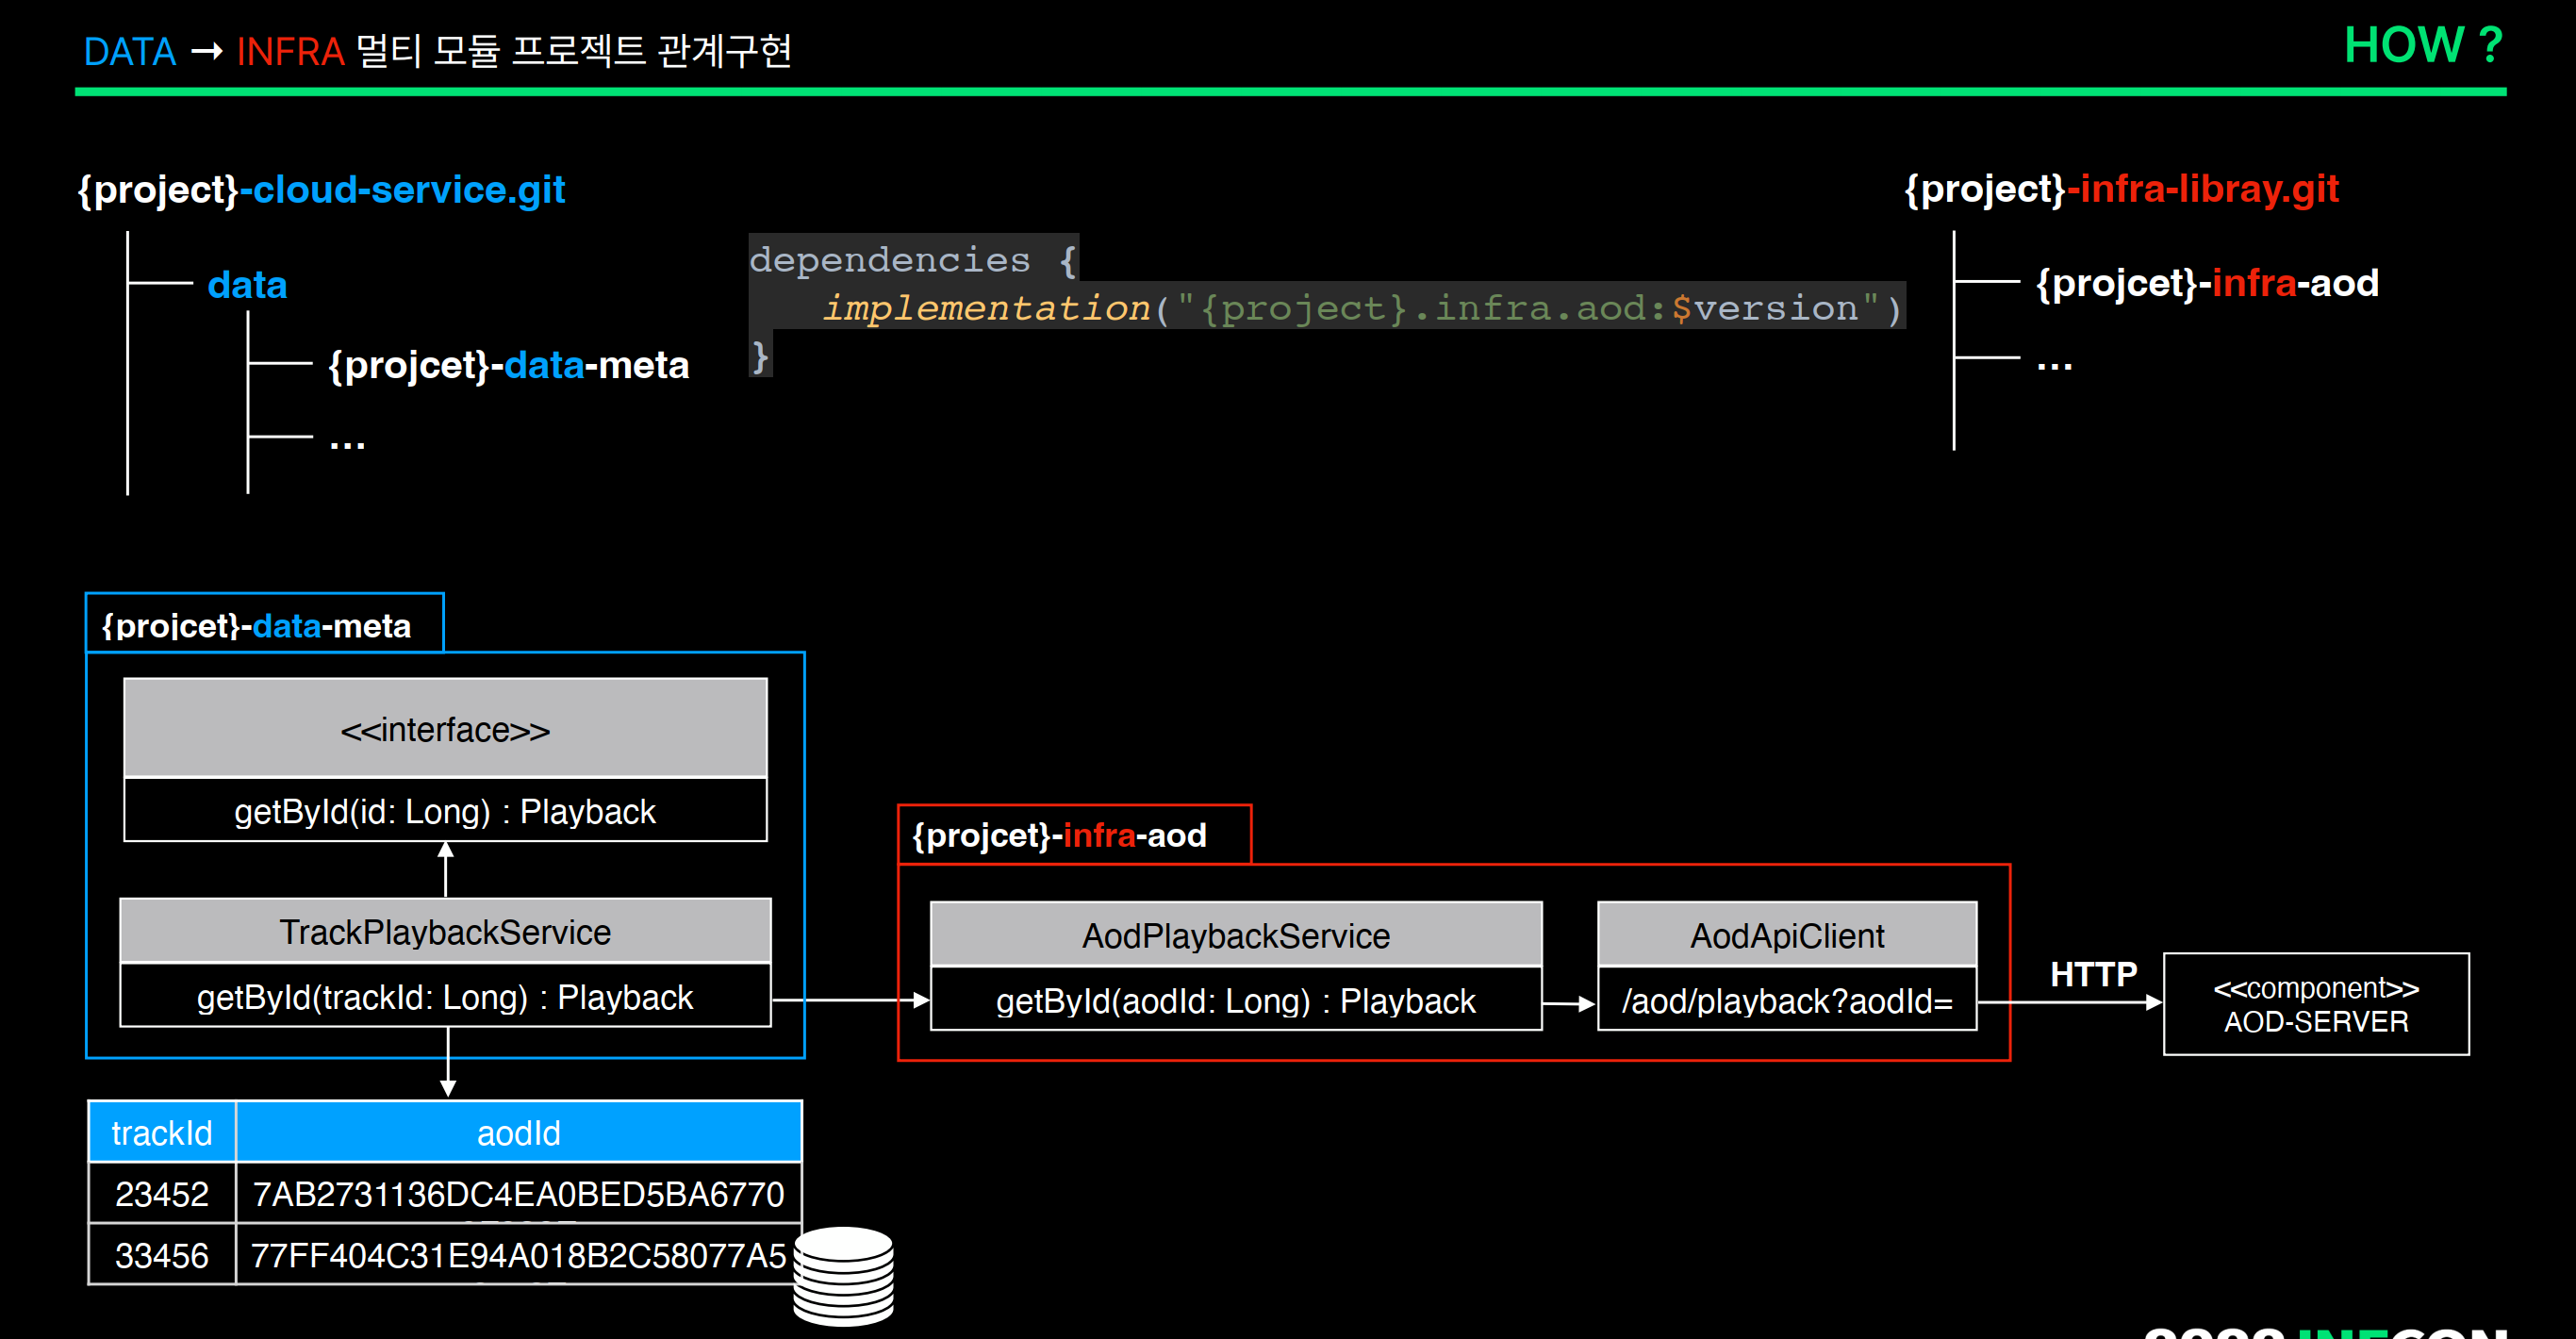 DATA → INFRA 멀티 모듈 프로젝트 관계구현
HOW ?
{project}-cloud-service.git
data
{projcet}-data-meta
...
dependencies {
implementation("{project}.infra.aod:$version")
}
{project}-infra-libray.git
{projcet}-infra-aod
...
{projcet}-data-meta
<<interface>>
getById(id: Long) : Playback
TrackPlaybackService
getById(trackId: Long) : Playback
{projcet}-infra-aod
AodPlaybackService
getById(aodId: Long) : Playback
AodApiClient
/aod/playback?aodId=
HTTP
<<component>>
AOD-SERVER
trackId aodId
23452 7AB2731136DC4EA0BED5BA6770
33456 77FF404C31E94A018B2C58077A5